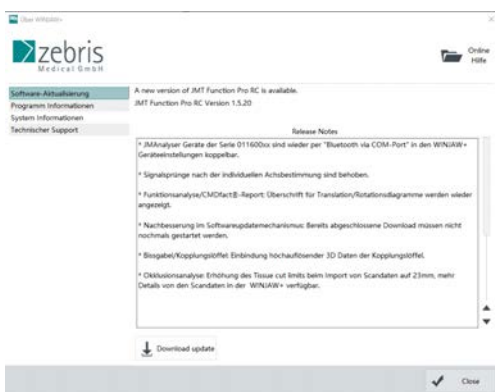 Über WINJAW+
zebris
Medical GmbH
Online
Hilfe
Software-Aktualisierung
Programm Informationen
System Informationen
Technischer Support
A new version of JMT Function Pro RC is available.
JMT Function Pro RC Version 1.5.20
Release Notes
* JMAnalyser Geräte der Serie 011600xx sind wieder per "Bluetooth via COM-Port" in den WINJAW+
Geräteeinstellungen koppelbar.
* Signalsprünge nach der individuellen Achsbestimmung sind behoben.
* Funktionsanalyse/CMDfact®-Report: Überschrift für Translation/Rotationsdiagramme werden wieder
angezeigt.
* Nachbesserung im Softwareupdatemechanismus: Bereits abgeschlossene Download müssen nicht
nochmals gestartet werden.
* Bissgabel/Kopplungslöffel: Einbindung hochauflösender 3D Daten der Kopplungslöffel.
* Okklusionsanalyse: Erhöhung des Tissue cut limits beim Import von Scandaten auf 23mm, mehr
Details von den Scandaten in der WINJAW+ verfügbar.
Download update
Close